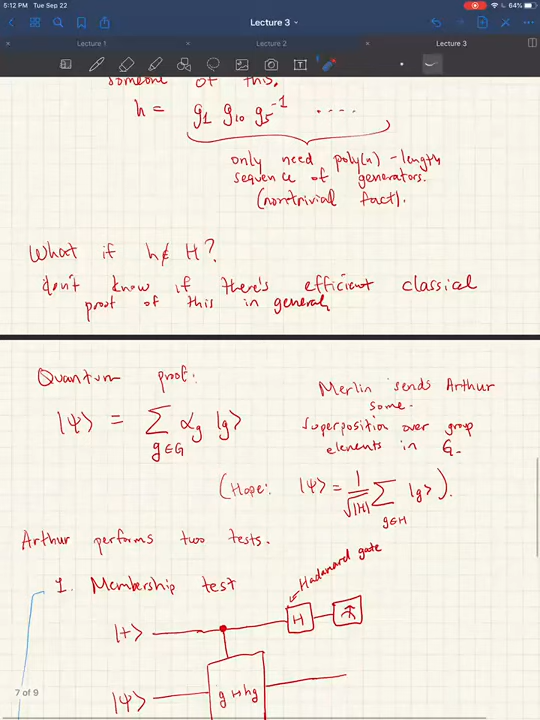 5:12 PM Tue Sep 22
64%
Lecture 3
Lecture 1
Lecture 2
Lecture 3
someone of this.
h = g₁ g₁₀ g₅⁻¹ ....
only need poly(n)-length
sequence of generators.
(nontrivial fact).
What if h∉ H?
don't know if there's efficient classical
proof of this in general
Quantum proof:
|ψ⟩ = ∑ αg |g⟩
g∈G
Merlin sends Arthur
some
superposition over group
elements in G.
(Hope: |ψ⟩ = 1/√|H| ∑ |g⟩).
g∈H
Arthur performs two tests.
Hadamard gate
1. Membership test
|+⟩
H
|ψ⟩
g↦hg
7 of 9